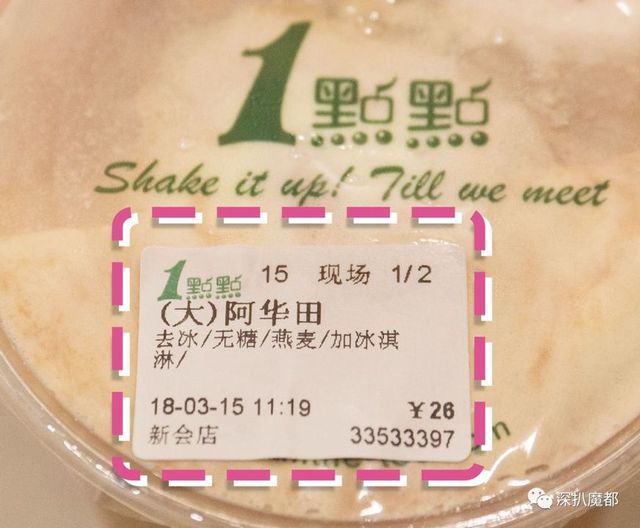 1點點
Shake it up! Till we meet
1點點 15 现场 1/2
(大)阿华田
去冰/无糖/燕麦/加冰淇
淋/
18-03-15 11:19 ￥26
新会店 33533397
深扒魔都